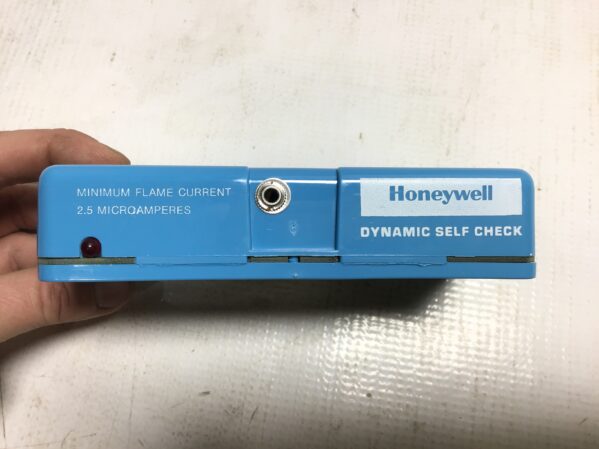 MINIMUM FLAME CURRENT
2.5 MICROAMPERES
Honeywell
DYNAMIC SELF CHECK